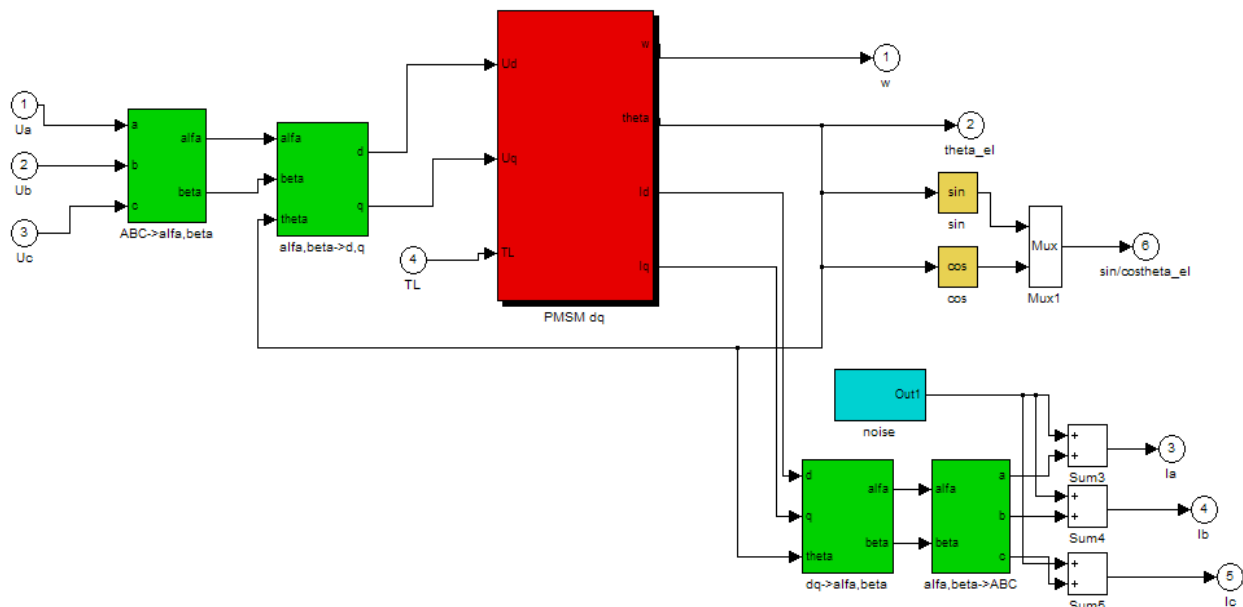 1
Ua
2
Ub
3
Uc
a
b
c
alfa
beta
ABC->alfa,beta
alfa
beta
theta
d
q
alfa,beta->d,q
4
TL
Ud
Uq
TL
w
theta
Id
Iq
PMSM dq
1
w
2
theta_el
sin
sin
cos
cos
Mux
Mux1
6
sin/costheta_el
Out1
noise
d
q
theta
alfa
beta
dq->alfa,beta
alfa
beta
a
b
c
alfa,beta->ABC
+
+
Sum3
3
Ia
+
+
Sum4
4
Ib
+
+
Sum5
5
Ic